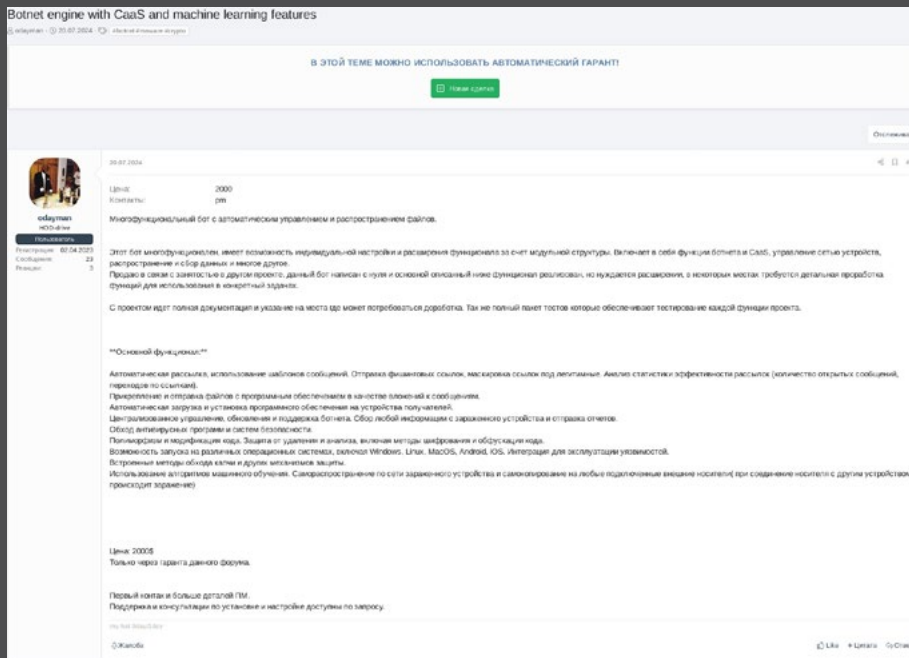 Botnet engine with CaaS and machine learning features
odayman · 20.07.2024
В ЭТОЙ ТЕМЕ МОЖНО ИСПОЛЬЗОВАТЬ АВТОМАТИЧЕСКИЙ ГАРАНТ!
Новая сделка
20.07.2024
Цена: 2000
Контакты: pm
odayman
HDD-drive
Пользователь
Регистрация: 02.04.2023
Сообщения: 23
Реакции: 3
Многофункциональный бот с автоматическим управлением и распространением файлов.
Этот бот многофункционален, имеет возможность индивидуальной настройки и расширения функционала за счет модульной структуры. Включает в себя функции ботнета и CaaS, управление сетью устройств,
распространение и сбор данных и многое другое.
Продаю в связи с занятостью в другом проекте, данный бот написан с нуля и основной описанный ниже функционал реализован, но нуждается расширении, в некоторых местах требуется детальная проработка
функций для использования в конкретный заданах.
С проектом идет полная документация и указание на места где может потребоваться доработка. Так же полный пакет тестов которые обеспечивают тестирование каждой функции проекта.
**Основной функционал:**
Автоматическая рассылка, использование шаблонов сообщений. Отправка фишинговых ссылок, маскировка ссылок под легитимные. Анализ статистики эффективности рассылок (количество открытых сообщений,
переходов по ссылкам).
Прикрепление и отправка файлов с программным обеспечением в качестве вложений к сообщениям.
Автоматическая загрузка и установка программного обеспечения на устройства получателей.
Централизованное управление, обновления и поддержка ботнета. Сбор любой информации с зараженного устройства и отправка отчетов.
Обход антивирусных программ и систем безопасности.
Полиморфизм и модификация кода. Защита от удаления и анализа, включая методы шифрования и обфускации кода.
Возможность запуска на различных операционных системах, включая Windows, Linux, MacOS, Android, iOS. Интеграция для эксплуатации уязвимостей.
Встроенные методы обхода капчи и других механизмов защиты.
Использование алгоритмов машинного обучения. Самораспространение по сети зараженного устройства и самокопирование на любые подключенные внешние носители( при соединение носителя с другим устройством
происходит заражение)
Цена: 2000$
Только через гаранта данного форума.
Первый контак и больше деталей ПМ.
Поддержка и консультации по установке и настройке доступны по запросу.
Жалоба
Like + Цитата